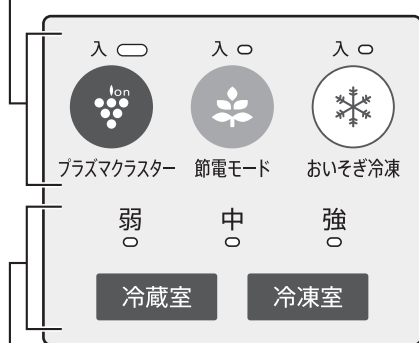 入 入 入
ion
プラズマクラスター 節電モード おいそぎ冷凍
弱 中 強
冷蔵室 冷凍室